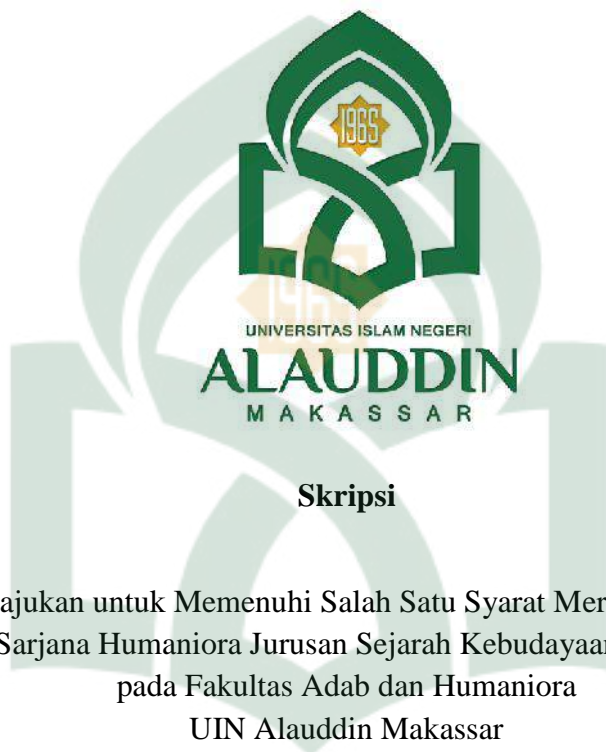 1965
UNIVERSITAS ISLAM NEGERI
ALAUDDIN
MAKASSAR
Skripsi
ajukan untuk Memenuhi Salah Satu Syarat Mer
Sarjana Humaniora Jurusan Sejarah Kebudayaan
pada Fakultas Adab dan Humaniora
UIN Alauddin Makassar